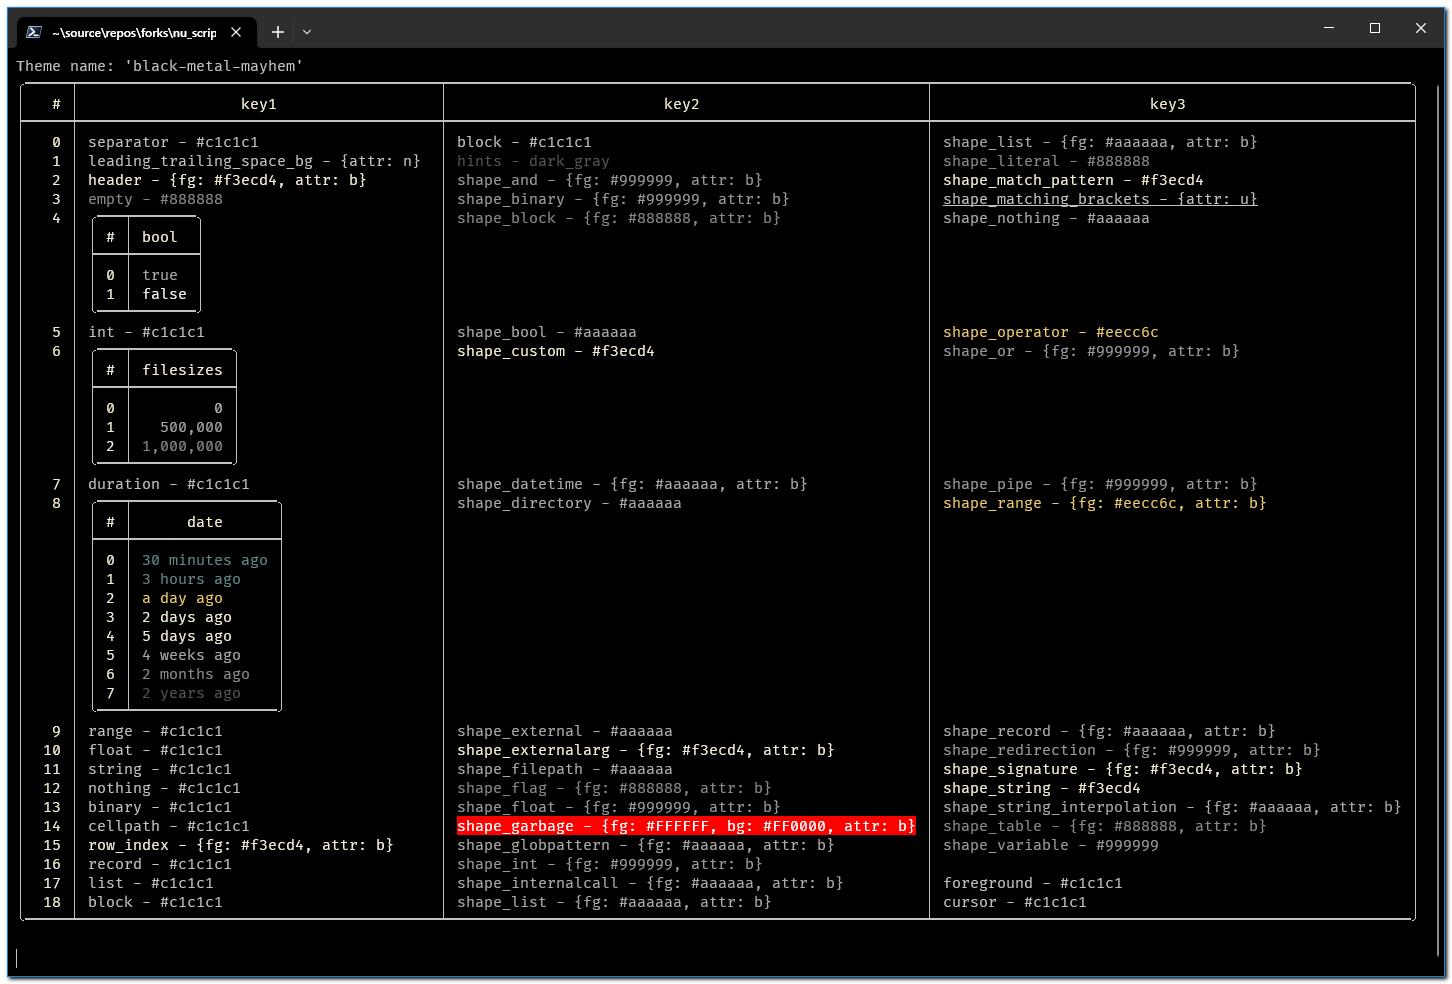 ~\source\repos\forks\nu_scrip
Theme name: 'black-metal-mayhem'
# key1 key2 key3
0 separator - #c1c1c1 block - #c1c1c1 shape_list - {fg: #aaaaaa, attr: b}
1 leading_trailing_space_bg - {attr: n} hints - dark_gray shape_literal - #888888
2 header - {fg: #f3ecd4, attr: b} shape_and - {fg: #999999, attr: b} shape_match_pattern - #f3ecd4
3 empty - #888888 shape_binary - {fg: #999999, attr: b} shape_matching_brackets - {attr: u}
4 shape_block - {fg: #888888, attr: b} shape_nothing - #aaaaaa
# bool
0 true
1 false
5 int - #c1c1c1 shape_bool - #aaaaaa shape_operator - #eecc6c
6 shape_custom - #f3ecd4 shape_or - {fg: #999999, attr: b}
# filesizes
0 0
1 500,000
2 1,000,000
7 duration - #c1c1c1 shape_datetime - {fg: #aaaaaa, attr: b} shape_pipe - {fg: #999999, attr: b}
8 shape_directory - #aaaaaa shape_range - {fg: #eecc6c, attr: b}
# date
0 30 minutes ago
1 3 hours ago
2 a day ago
3 2 days ago
4 5 days ago
5 4 weeks ago
6 2 months ago
7 2 years ago
9 range - #c1c1c1 shape_external - #aaaaaa shape_record - {fg: #aaaaaa, attr: b}
10 float - #c1c1c1 shape_externalarg - {fg: #f3ecd4, attr: b} shape_redirection - {fg: #999999, attr: b}
11 string - #c1c1c1 shape_filepath - #aaaaaa shape_signature - {fg: #f3ecd4, attr: b}
12 nothing - #c1c1c1 shape_flag - {fg: #888888, attr: b} shape_string - #f3ecd4
13 binary - #c1c1c1 shape_float - {fg: #999999, attr: b} shape_string_interpolation - {fg: #aaaaaa, attr: b}
14 cellpath - #c1c1c1 shape_garbage - {fg: #FFFFFF, bg: #FF0000, attr: b} shape_table - {fg: #888888, attr: b}
15 row_index - {fg: #f3ecd4, attr: b} shape_globpattern - {fg: #aaaaaa, attr: b} shape_variable - #999999
16 record - #c1c1c1 shape_int - {fg: #999999, attr: b}
17 list - #c1c1c1 shape_internalcall - {fg: #aaaaaa, attr: b} foreground - #c1c1c1
18 block - #c1c1c1 shape_list - {fg: #aaaaaa, attr: b} cursor - #c1c1c1